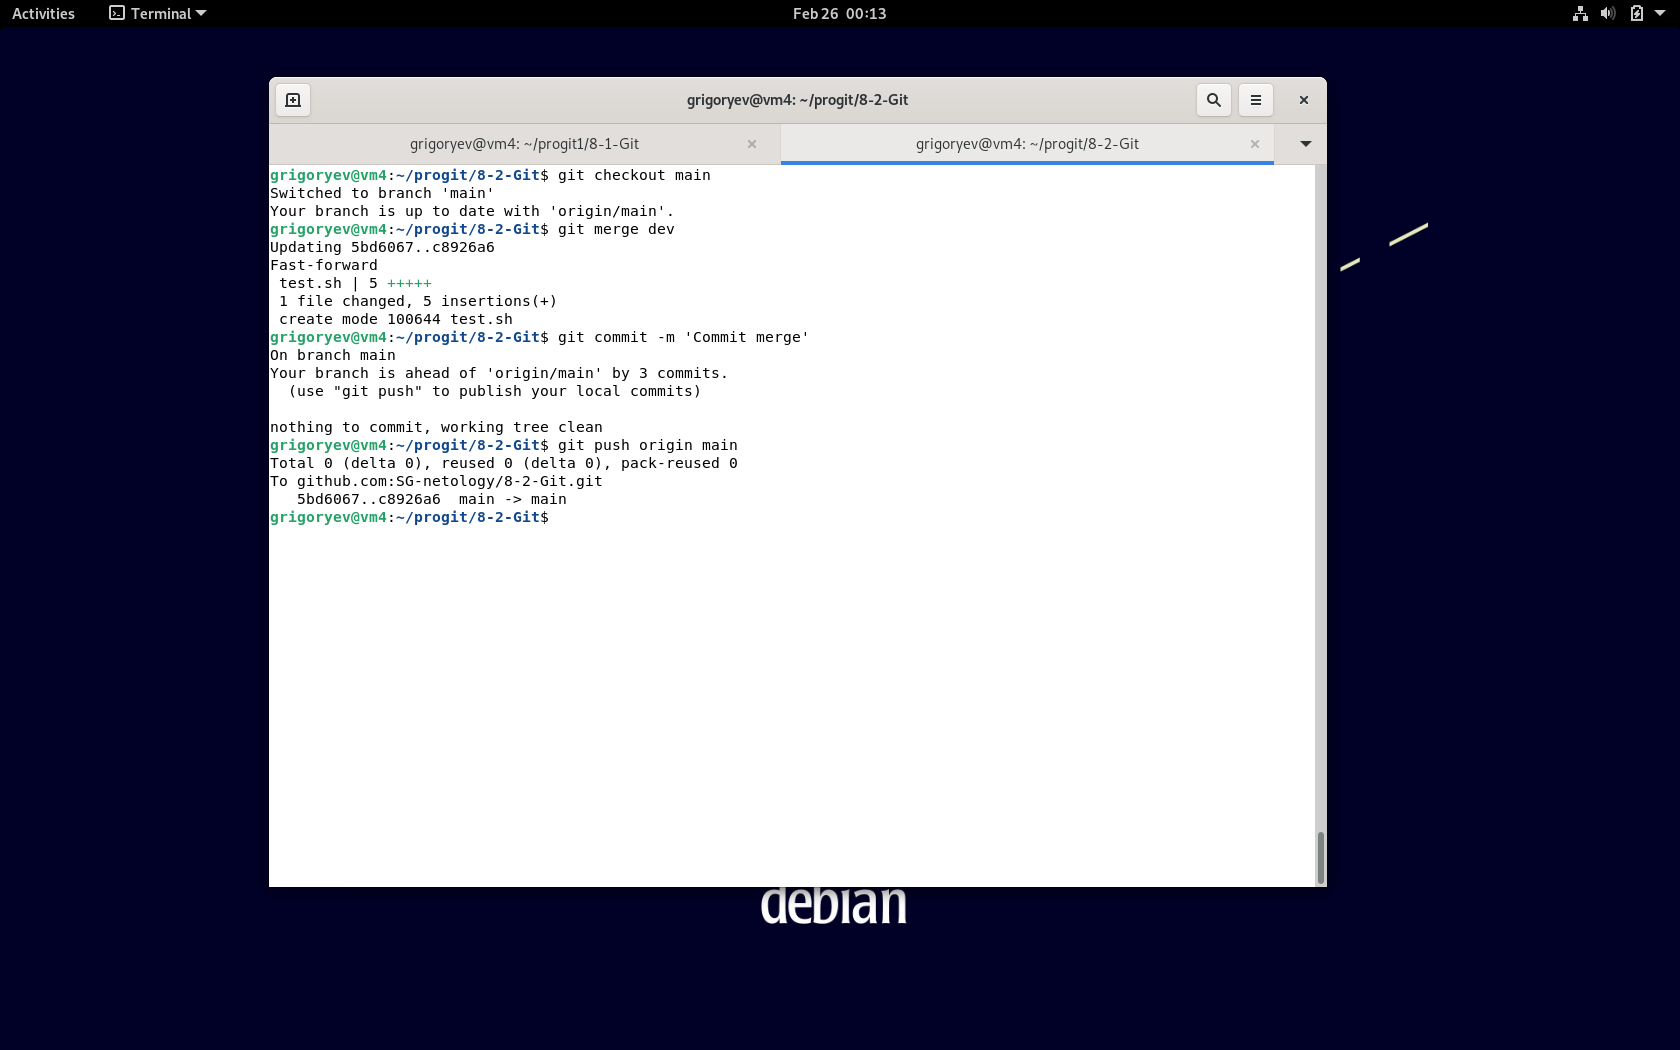 Activities Terminal Feb 26 00:13
grigoryev@vm4: ~/progit/8-2-Git
grigoryev@vm4: ~/progit1/8-1-Git grigoryev@vm4: ~/progit/8-2-Git
grigoryev@vm4:~/progit/8-2-Git$ git checkout main
Switched to branch 'main'
Your branch is up to date with 'origin/main'.
grigoryev@vm4:~/progit/8-2-Git$ git merge dev
Updating 5bd6067..c8926a6
Fast-forward
 test.sh | 5 +++++
 1 file changed, 5 insertions(+)
 create mode 100644 test.sh
grigoryev@vm4:~/progit/8-2-Git$ git commit -m 'Commit merge'
On branch main
Your branch is ahead of 'origin/main' by 3 commits.
  (use "git push" to publish your local commits)
nothing to commit, working tree clean
grigoryev@vm4:~/progit/8-2-Git$ git push origin main
Total 0 (delta 0), reused 0 (delta 0), pack-reused 0
To github.com:SG-netology/8-2-Git.git
   5bd6067..c8926a6  main -> main
grigoryev@vm4:~/progit/8-2-Git$
debian